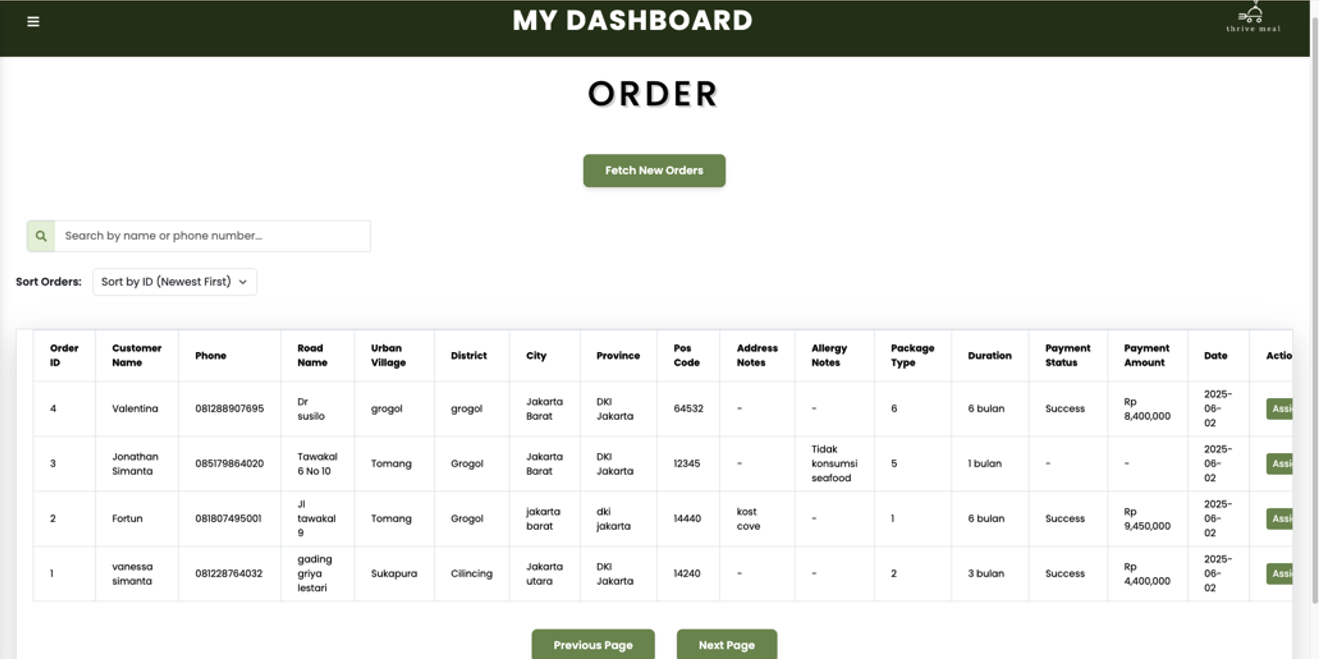 MY DASHBOARD
thrive meal
ORDER
Fetch New Orders
Search by name or phone number...
Sort Orders: Sort by ID (Newest First)
Order ID Customer Name Phone Road Name Urban Village District City Province Pos Code Address Notes Allergy Notes Package Type Duration Payment Status Payment Amount Date Actio
4 Valentina 081288907695 Dr susilo grogol grogol Jakarta Barat DKI Jakarta 64532 - - 6 6 bulan Success Rp 8,400,000 2025-06-02 Assi
3 Jonathan Simanta 085179864020 Tawakal 6 No 10 Tomang Grogol Jakarta Barat DKI Jakarta 12345 - Tidak konsumsi seafood 5 1 bulan - - 2025-06-02 Assi
2 Fortun 081807495001 Jl tawakal 9 Tomang Grogol jakarta barat dki jakarta 14440 kost cove - 1 6 bulan Success Rp 9,450,000 2025-06-02 Assi
1 vanessa simanta 081228764032 gading griya lestari Sukapura Cilincing Jakarta utara DKI Jakarta 14240 - - 2 3 bulan Success Rp 4,400,000 2025-06-02 Assi
Previous Page Next Page